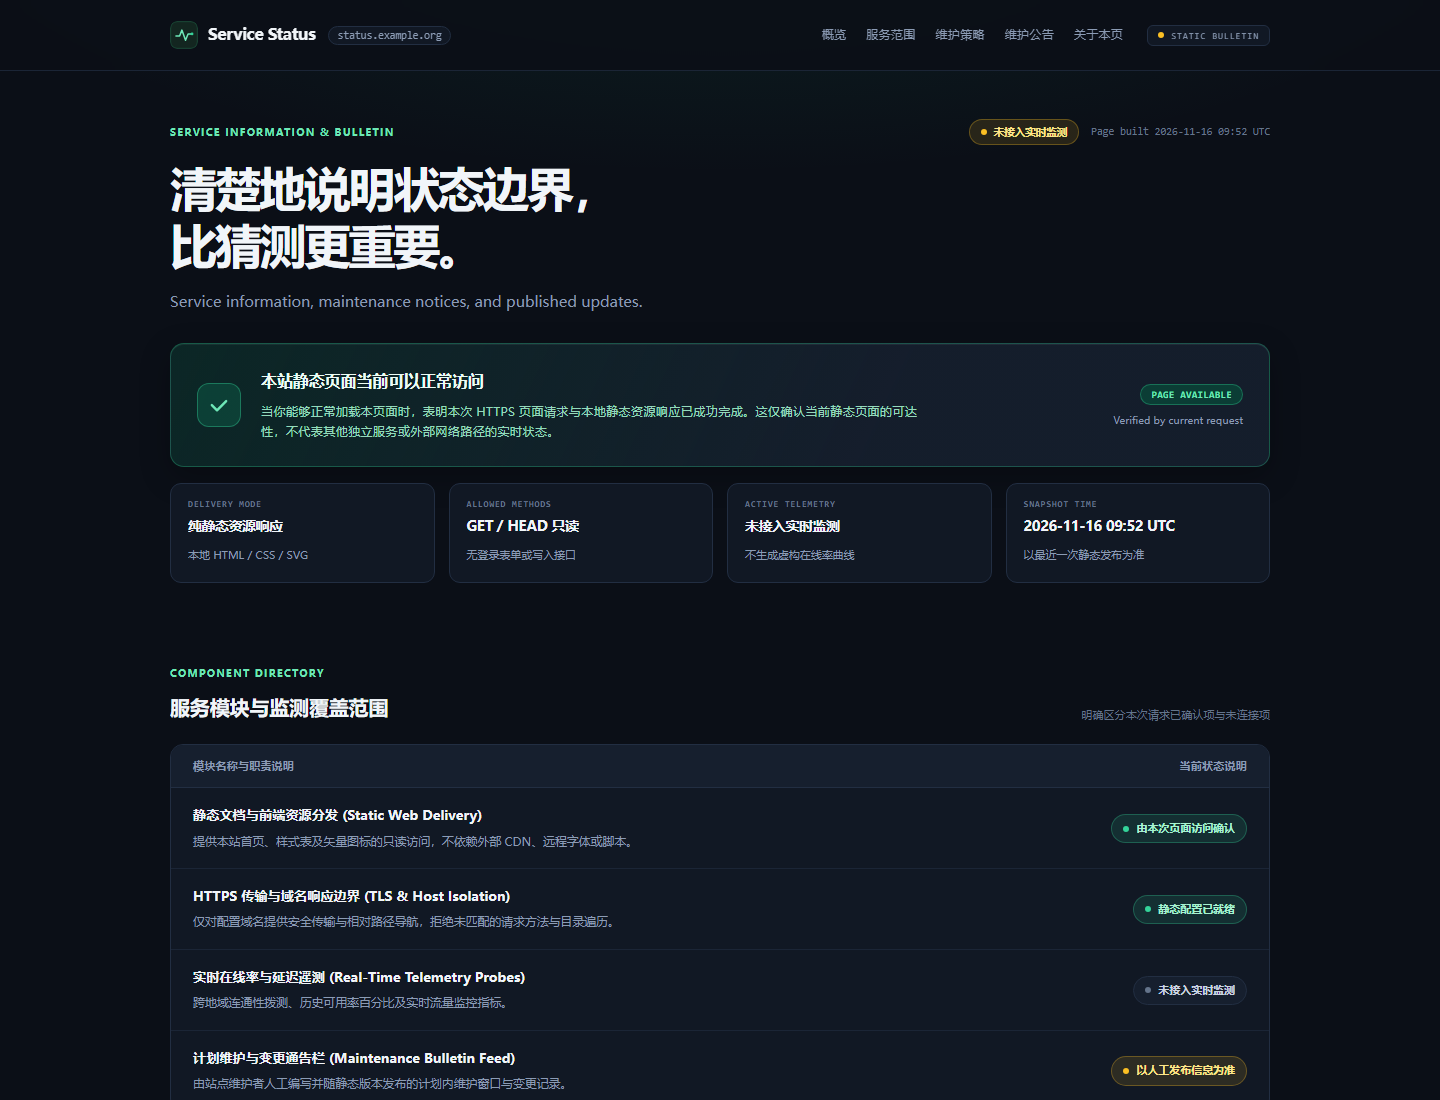 Service Status
status.example.org
概览
服务范围
维护策略
维护公告
关于本页
STATIC BULLETIN
SERVICE INFORMATION & BULLETIN
未接入实时监测
Page built 2026-11-16 09:52 UTC
清楚地说明状态边界，
比猜测更重要。
Service information, maintenance notices, and published updates.
本站静态页面当前可以正常访问
当你能够正常加载本页面时，表明本次 HTTPS 页面请求与本地静态资源响应已成功完成。这仅确认当前静态页面的可达
性，不代表其他独立服务或外部网络路径的实时状态。
PAGE AVAILABLE
Verified by current request
DELIVERY MODE
纯静态资源响应
本地 HTML / CSS / SVG
ALLOWED METHODS
GET / HEAD 只读
无登录表单或写入接口
ACTIVE TELEMETRY
未接入实时监测
不生成虚构在线率曲线
SNAPSHOT TIME
2026-11-16 09:52 UTC
以最近一次静态发布为准
COMPONENT DIRECTORY
服务模块与监测覆盖范围
明确区分本次请求已确认项与未连接项
模块名称与职责说明
当前状态说明
静态文档与前端资源分发 (Static Web Delivery)
提供本站首页、样式表及矢量图标的只读访问，不依赖外部 CDN、远程字体或脚本。
由本次页面访问确认
HTTPS 传输与域名响应边界 (TLS & Host Isolation)
仅对配置域名提供安全传输与相对路径导航，拒绝未匹配的请求方法与目录遍历。
静态配置已就绪
实时在线率与延迟遥测 (Real-Time Telemetry Probes)
跨地域连通性拨测、历史可用率百分比及实时流量监控指标。
未接入实时监测
计划维护与变更通告栏 (Maintenance Bulletin Feed)
由站点维护者人工编写并随静态版本发布的计划内维护窗口与变更记录。
以人工发布信息为准